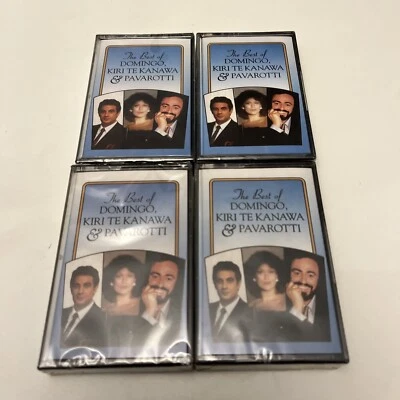 The Best of
DOMINGO,
KIRI TE KANAWA
& PAVAROTTI
The Best of
DOMINGO,
KIRI TE KANAWA
& PAVAROTTI
The Best of
DOMINGO,
KIRI TE KANAWA
& PAVAROTTI
The Best of
DOMINGO,
KIRI TE KANAWA
& PAVAROTTI